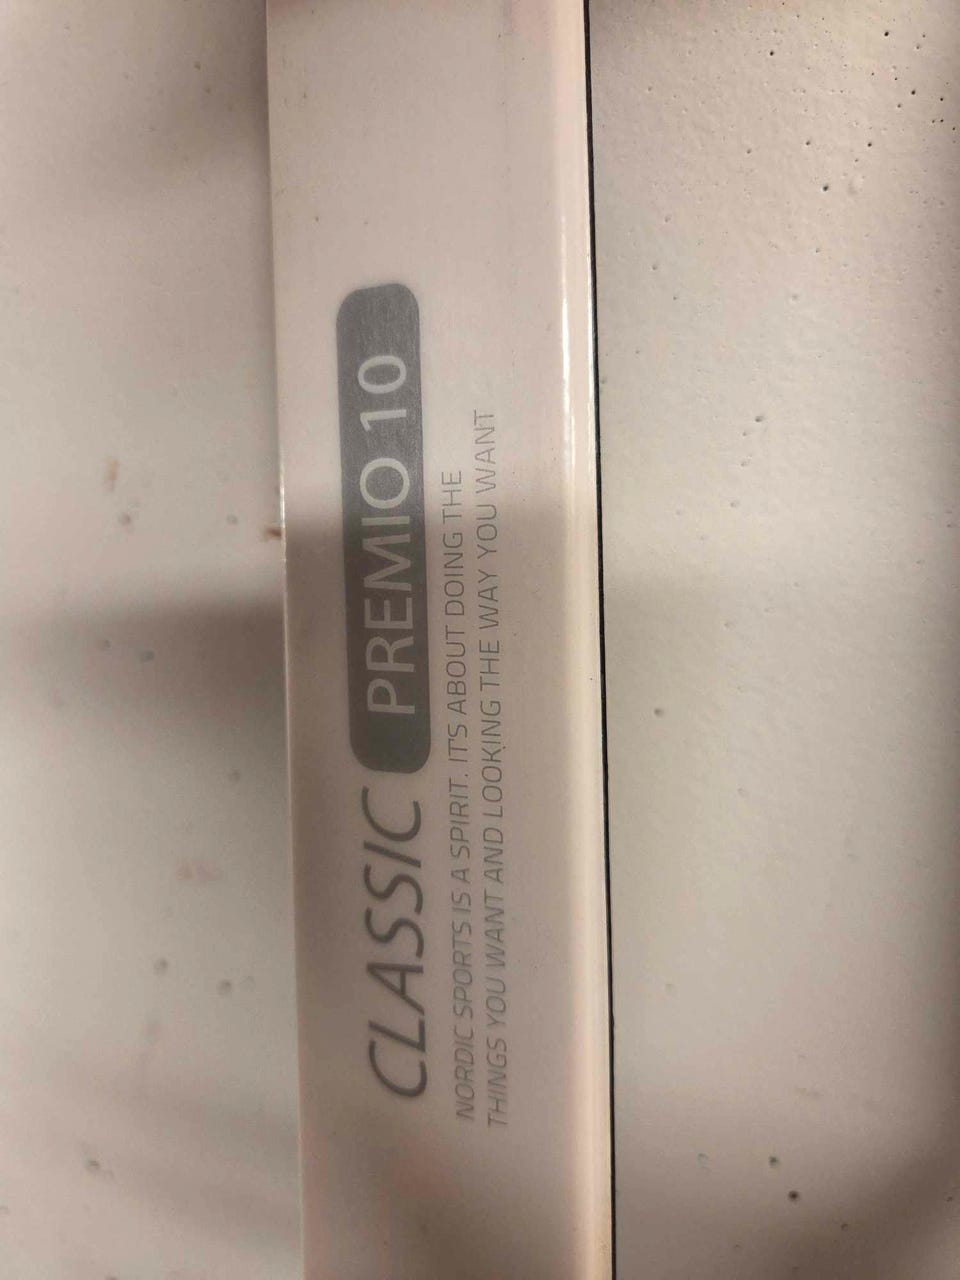 CLASSIC PREMIO 10
NORDIC SPORTS IS A SPIRIT. IT'S ABOUT DOING THE
THINGS YOU WANT AND LOOKING THE WAY YOU WANT